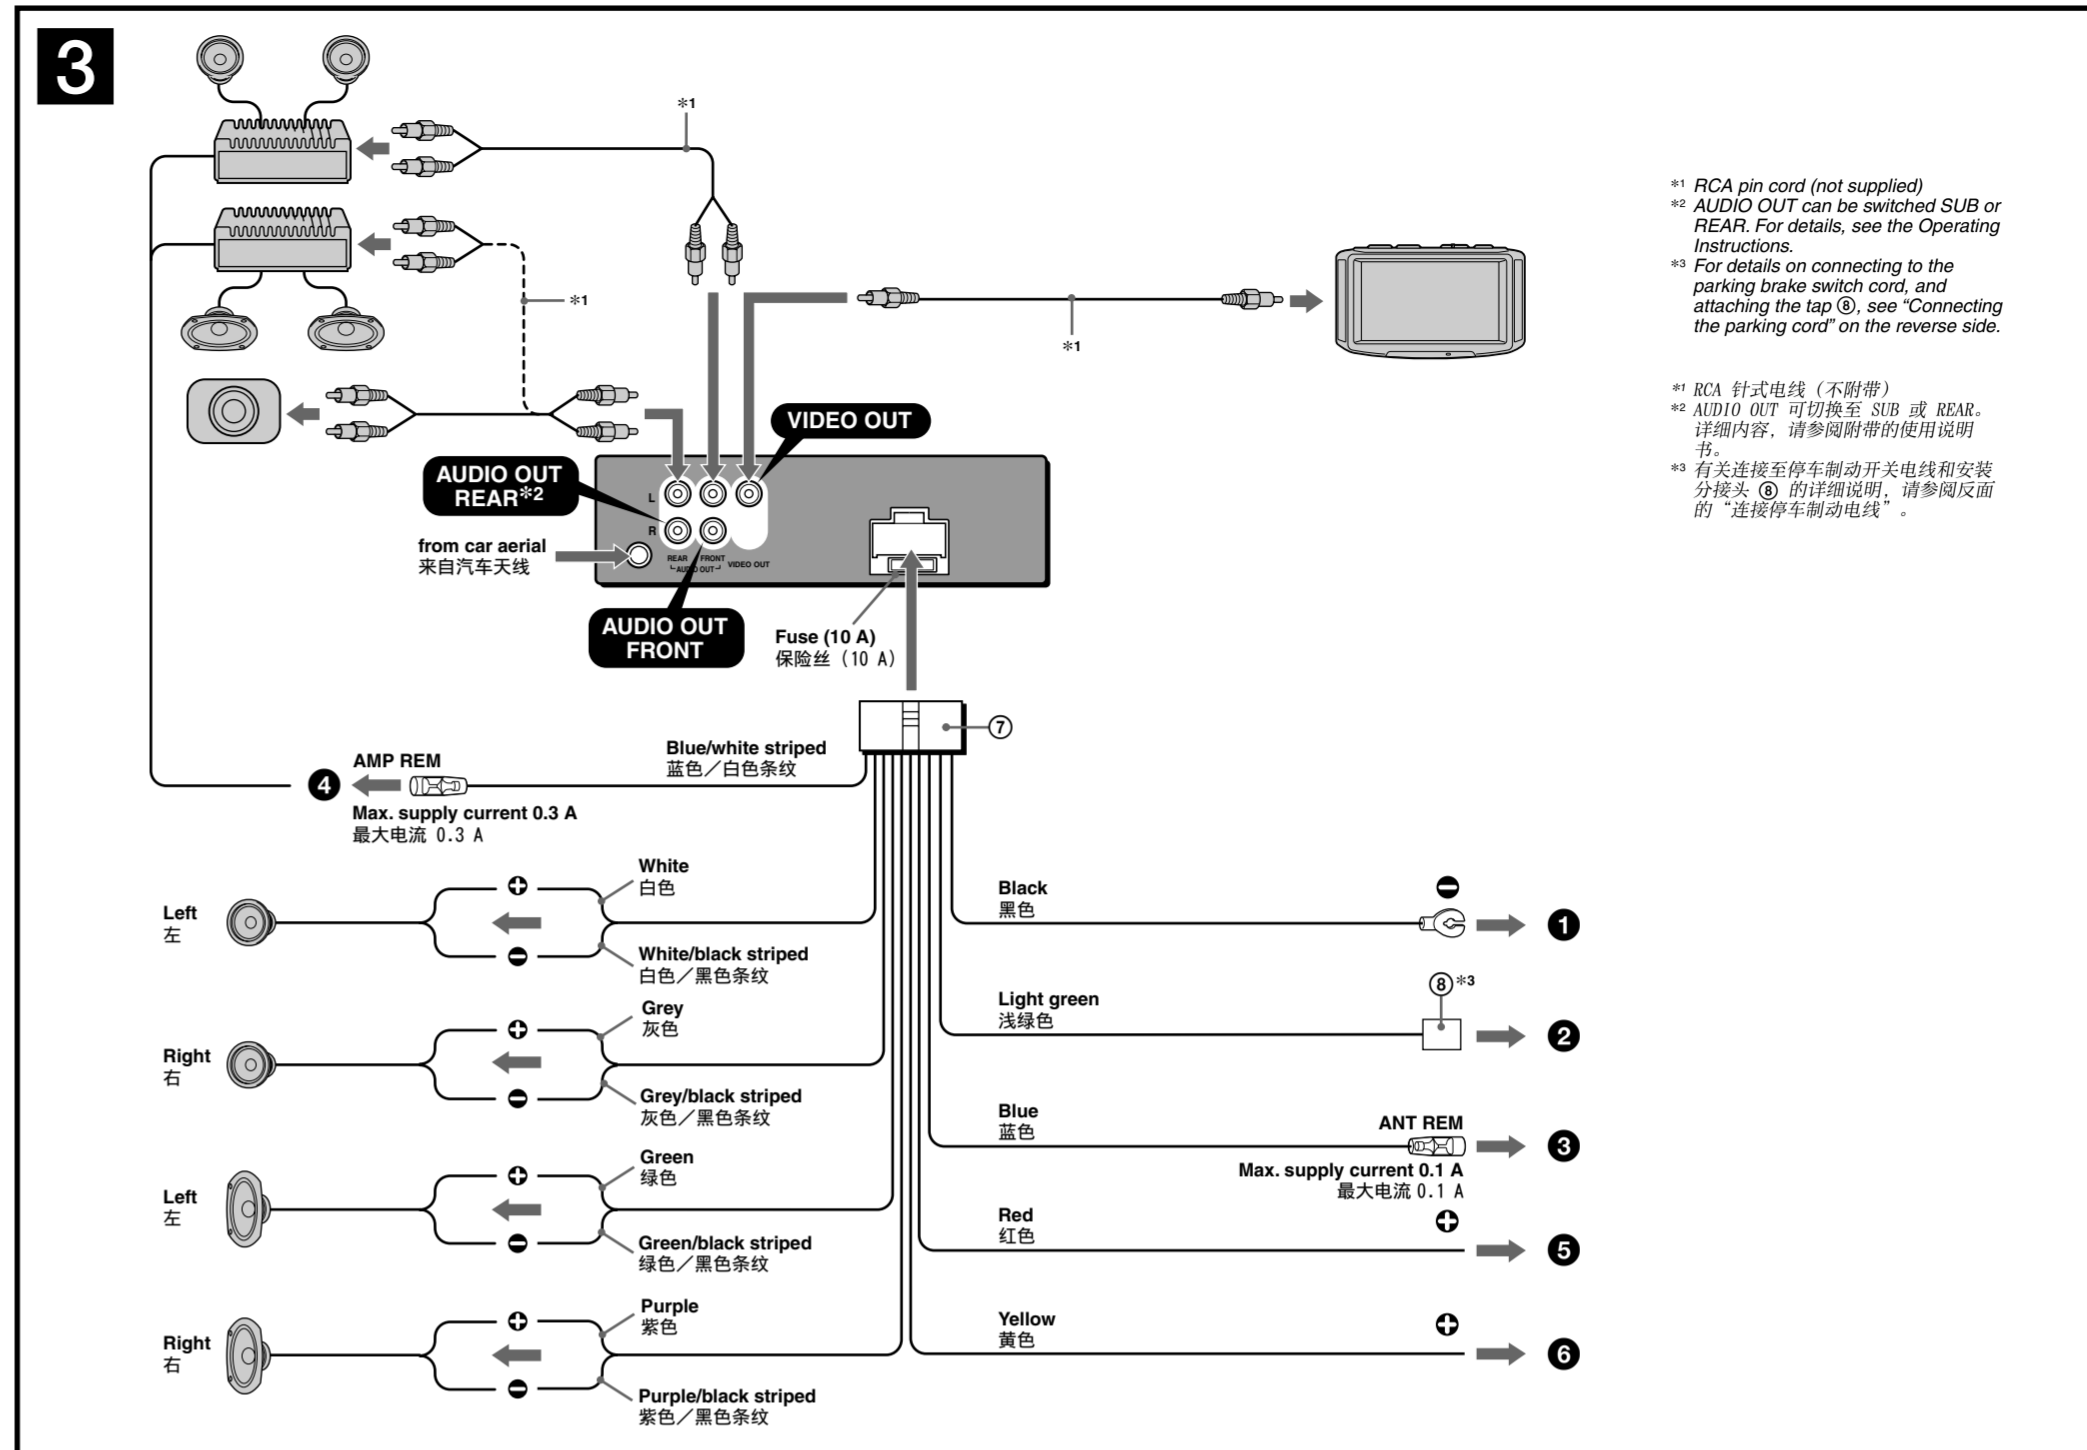 3
*1
*1
*1
*1 RCA pin cord (not supplied)
*2 AUDIO OUT can be switched SUB or
REAR. For details, see the Operating
Instructions.
*3 For details on connecting to the
parking brake switch cord, and
attaching the tap ⑧, see “Connecting
the parking cord” on the reverse side.
*1 RCA 针式电线（不附带）
*2 AUDIO OUT 可切换至 SUB 或 REAR。
详细内容，请参阅附带的使用说明
书。
*3 有关连接至停车制动开关电线和安装
分接头 ⑧ 的详细说明，请参阅反面
的“连接停车制动电线”。
VIDEO OUT
AUDIO OUT
REAR*2
L
R
REAR FRONT
AUDIO OUT
VIDEO OUT
from car aerial
来自汽车天线
AUDIO OUT
FRONT
Fuse (10 A)
保险丝（10 A）
⑦
Blue/white striped
蓝色／白色条纹
AMP REM
❹
Max. supply current 0.3 A
最大电流 0.3 A
White
白色
⊕
Left
左
⊖
White/black striped
白色／黑色条纹
Grey
灰色
⊕
Right
右
⊖
Grey/black striped
灰色／黑色条纹
Green
绿色
⊕
Left
左
⊖
Green/black striped
绿色／黑色条纹
Purple
紫色
⊕
Right
右
⊖
Purple/black striped
紫色／黑色条纹
Black
黑色
⊖
❶
Light green
浅绿色
⑧*3
❷
Blue
蓝色
ANT REM
❸
Max. supply current 0.1 A
最大电流 0.1 A
Red
红色
⊕
❺
Yellow
黄色
⊕
❻